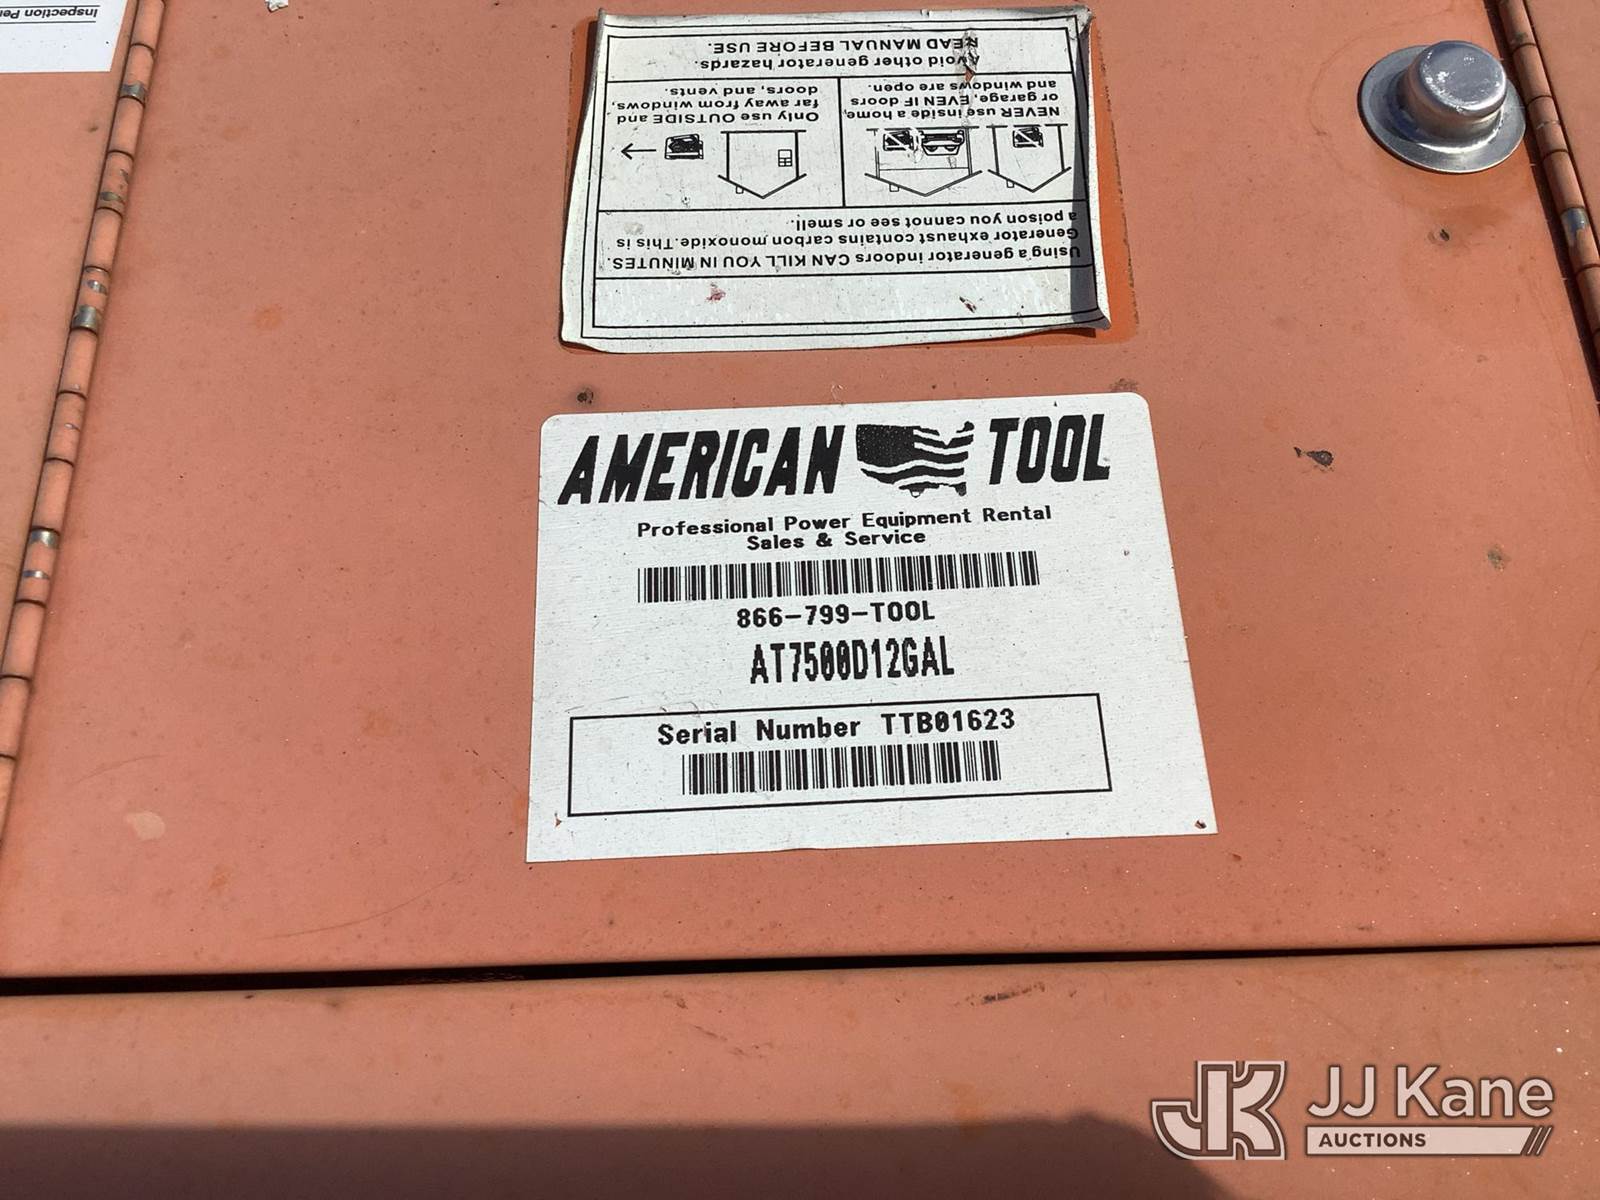 Inspection Per
Using a generator indoors CAN KILL YOU IN MINUTES.
Generator exhaust contains carbon monoxide. This is
a poison you cannot see or smell.
NEVER use inside a home,
or garage, EVEN IF doors
and windows are open.
Only use OUTSIDE and
far away from windows,
doors, and vents.
Avoid other generator hazards.
READ MANUAL BEFORE USE.
AMERICAN TOOL
Professional Power Equipment Rental
Sales & Service
866-799-TOOL
AT7500D12GAL
Serial Number TTB01623
JK JJ Kane
AUCTIONS